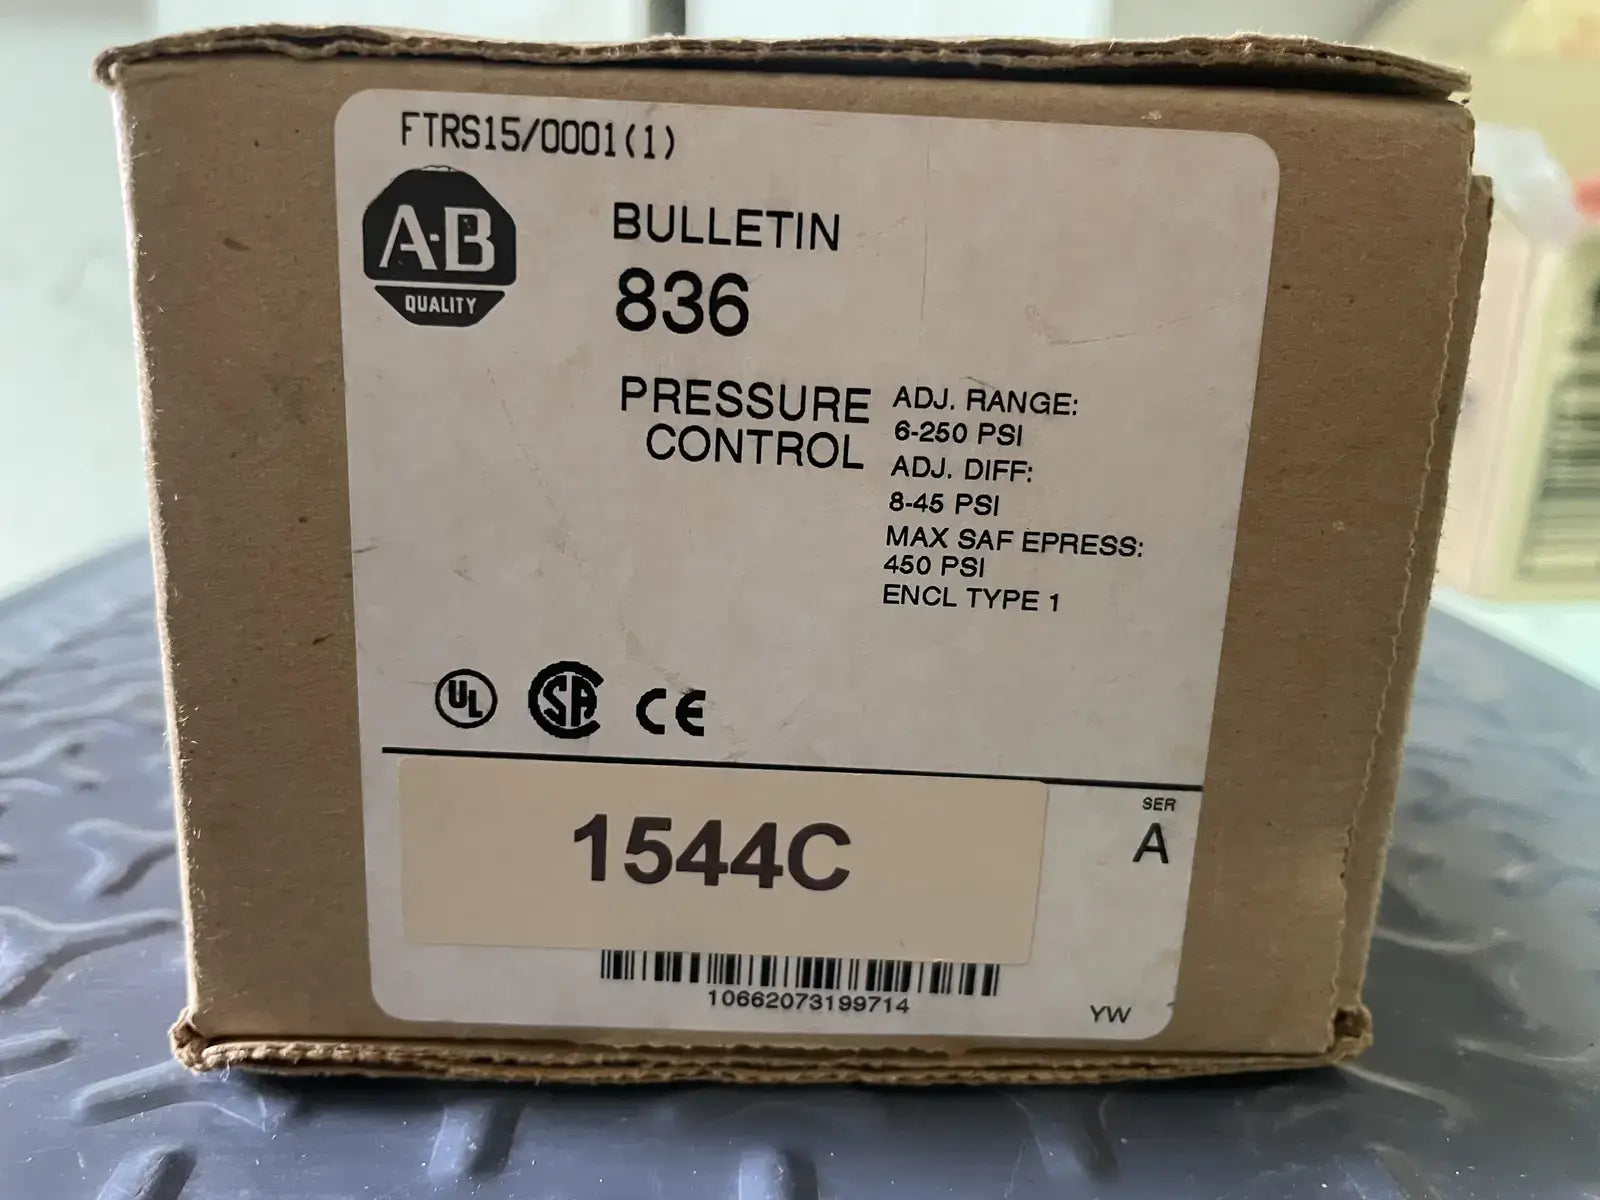 FTRS15/0001(1)
A-B
QUALITY
BULLETIN
836
PRESSURE
CONTROL
ADJ. RANGE:
6-250 PSI
ADJ. DIFF:
8-45 PSI
MAX SAF EPRESS:
450 PSI
ENCL TYPE 1
UL
SA
CE
1544C
SER
A
10662073199714
YW